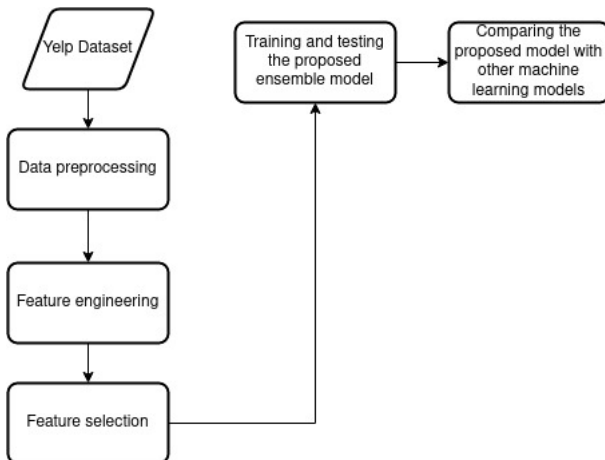 Yelp Dataset
Data preprocessing
Feature engineering
Feature selection
Training and testing
the proposed
ensemble model
Comparing the
proposed model with
other machine
learning models